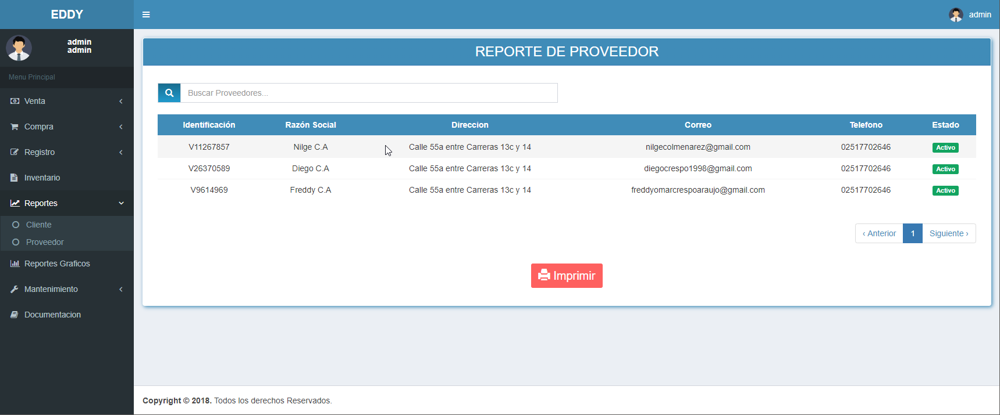 EDDY
admin
admin
admin
Menu Principal
Venta
Compra
Registro
Inventario
Reportes
Cliente
Proveedor
Reportes Graficos
Mantenimiento
Documentacion
REPORTE DE PROVEEDOR
Buscar Proveedores...
Identificación Razón Social Direccion Correo Telefono Estado
V11267857 Nilge C.A Calle 55a entre Carreras 13c y 14 nilgecolmenarez@gmail.com 02517702646 Activo
V26370589 Diego C.A Calle 55a entre Carreras 13c y 14 diegocrespo1998@gmail.com 02517702646 Activo
V9614969 Freddy C.A Calle 55a entre Carreras 13c y 14 freddyomarcrespoaraujo@gmail.com 02517702646 Activo
‹ Anterior 1 Siguiente ›
Imprimir
Copyright © 2018. Todos los derechos Reservados.